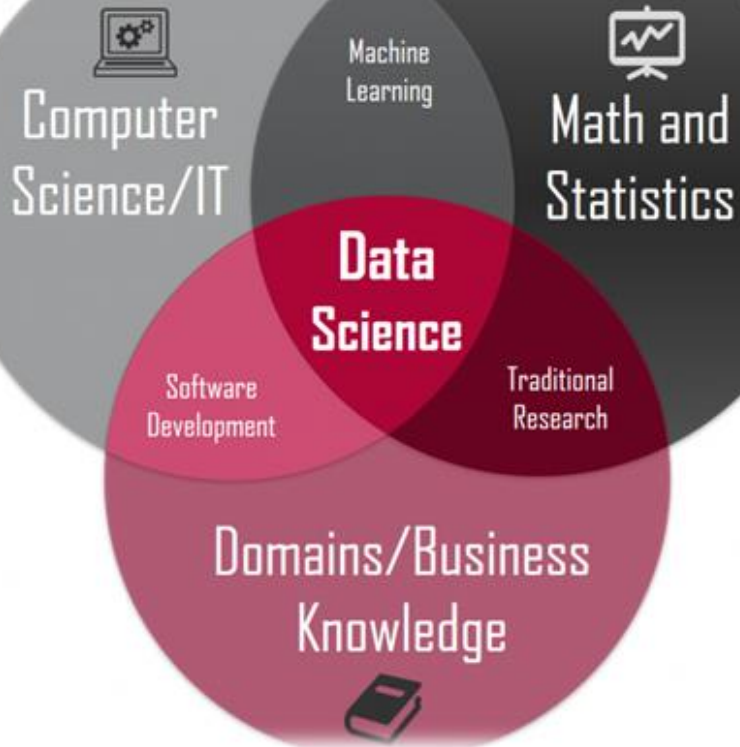 Machine
Learning
Computer
Science/IT
Math and
Statistics
Data
Science
Software
Development
Traditional
Research
Domains/Business
Knowledge